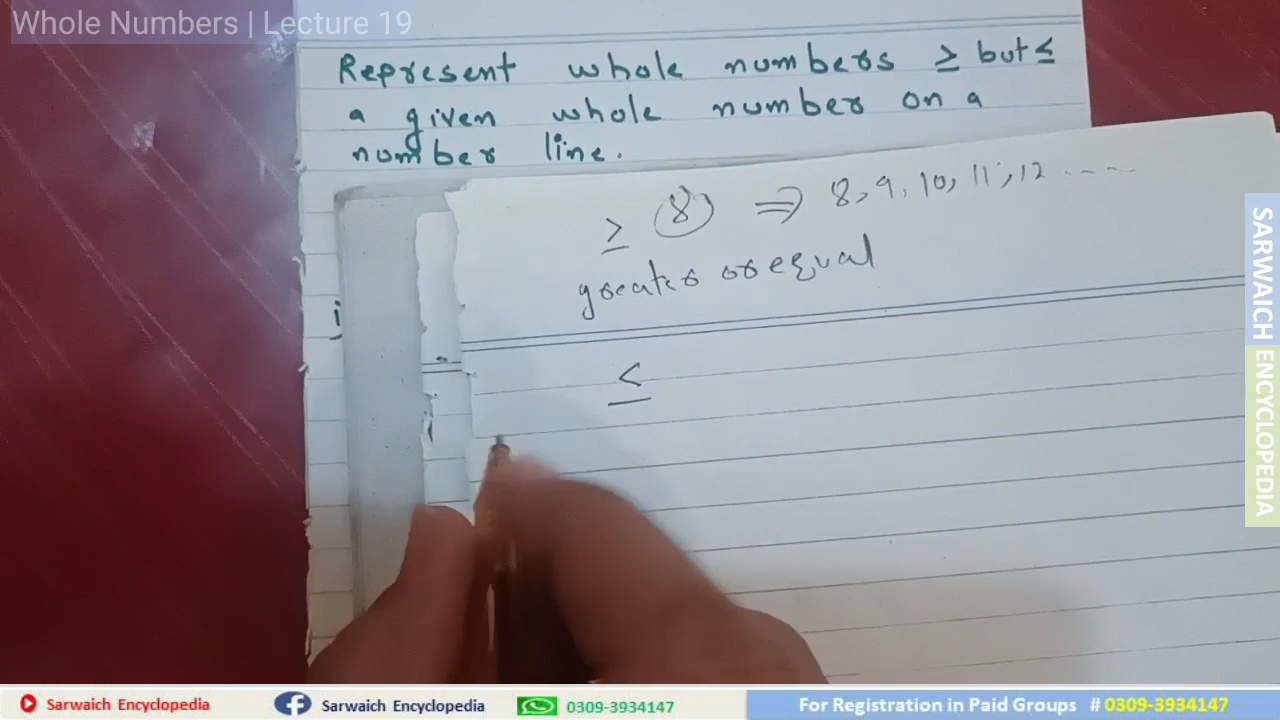 Whole Numbers | Lecture 19
Represent whole numbers ≥ but ≤
a given whole number on a
number line.
≥ 8 ⇒ 8, 9, 10, 11, 12 .....
greater or equal
≤
SARWAICH ENCYCLOPEDIA
Sarwaich Encyclopedia
Sarwaich Encyclopedia
0309-3934147
For Registration in Paid Groups # 0309-3934147